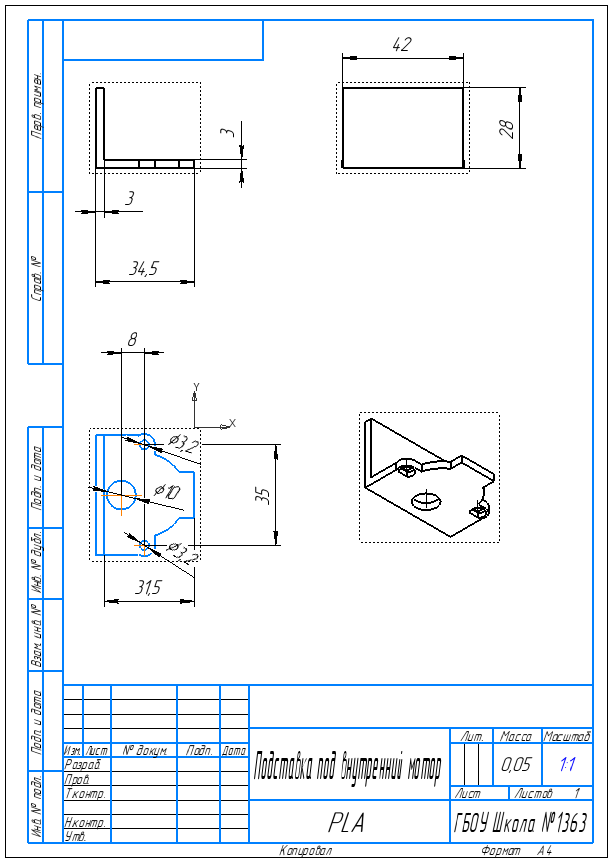 Перв. примен.
Справ. №
Подп. и дата
Инв. № дубл.
Взам. инв. №
Подп. и дата
Инв. № подл.
42
28
3
3
34,5
8
Y
X
⌀3,2
⌀10
35
⌀3,2
31,5
Изм. Лист № докум. Подп. Дата
Разраб.
Пров.
Т.контр.
Н.контр.
Утв.
Подставка под внутренний мотор
PLA
Лит. Масса Масштаб
0,05 1:1
Лист Листов 1
ГБОУ Школа №1363
Копировал Формат А4